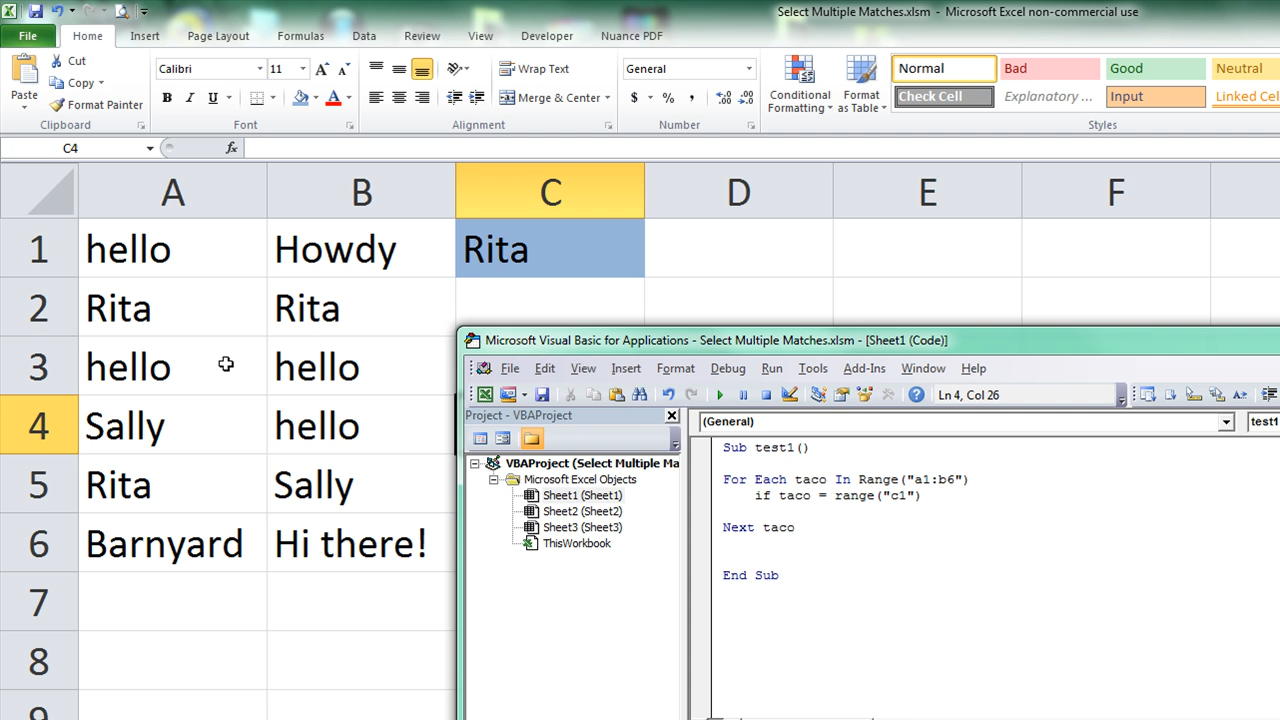 Select Multiple Matches.xlsm - Microsoft Excel non-commercial use
File Home Insert Page Layout Formulas Data Review View Developer Nuance PDF
Cut
Copy
Format Painter
Paste
Clipboard
Calibri 11
A A
B I U
A
Font
Wrap Text
Merge & Center
Alignment
General
$ % , .0 .00 .00 .0
Number
Conditional Formatting
Format as Table
Normal Bad Good Neutral
Check Cell Explanatory ... Input Linked Cel
Styles
C4 fx
A B C D E F
1 hello Howdy Rita
2 Rita Rita
3 hello hello
4 Sally hello
5 Rita Sally
6 Barnyard Hi there!
7
8
9
Microsoft Visual Basic for Applications - Select Multiple Matches.xlsm - [Sheet1 (Code)]
File Edit View Insert Format Debug Run Tools Add-Ins Window Help
Ln 4, Col 26
Project - VBAProject
VBAProject (Select Multiple Ma
Microsoft Excel Objects
Sheet1 (Sheet1)
Sheet2 (Sheet2)
Sheet3 (Sheet3)
ThisWorkbook
(General) test1
Sub test1()
For Each taco In Range("a1:b6")
if taco = range("c1")
Next taco
End Sub